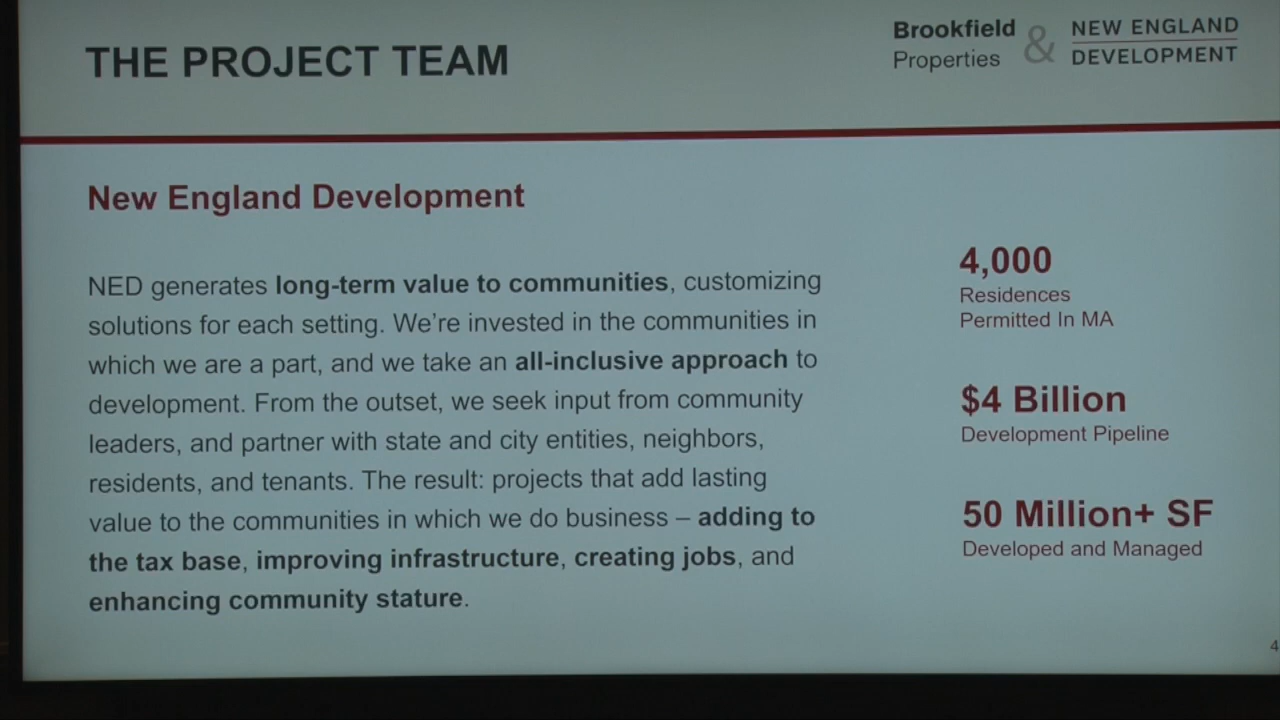 THE PROJECT TEAM
Brookfield
Properties
&
NEW ENGLAND
DEVELOPMENT
New England Development
NED generates long-term value to communities, customizing
solutions for each setting. We’re invested in the communities in
which we are a part, and we take an all-inclusive approach to
development. From the outset, we seek input from community
leaders, and partner with state and city entities, neighbors,
residents, and tenants. The result: projects that add lasting
value to the communities in which we do business – adding to
the tax base, improving infrastructure, creating jobs, and
enhancing community stature.
4,000
Residences
Permitted In MA
$4 Billion
Development Pipeline
50 Million+ SF
Developed and Managed
4